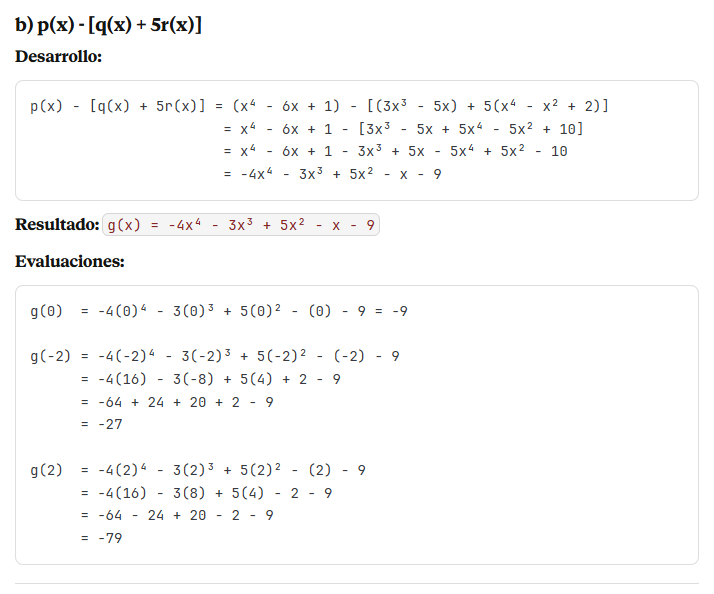 b) p(x) - [q(x) + 5r(x)]
Desarrollo:
p(x) - [q(x) + 5r(x)] = (x⁴ - 6x + 1) - [(3x³ - 5x) + 5(x⁴ - x² + 2)]
= x⁴ - 6x + 1 - [3x³ - 5x + 5x⁴ - 5x² + 10]
= x⁴ - 6x + 1 - 3x³ + 5x - 5x⁴ + 5x² - 10
= -4x⁴ - 3x³ + 5x² - x - 9
Resultado: g(x) = -4x⁴ - 3x³ + 5x² - x - 9
Evaluaciones:
g(0) = -4(0)⁴ - 3(0)³ + 5(0)² - (0) - 9 = -9
g(-2) = -4(-2)⁴ - 3(-2)³ + 5(-2)² - (-2) - 9
= -4(16) - 3(-8) + 5(4) + 2 - 9
= -64 + 24 + 20 + 2 - 9
= -27
g(2) = -4(2)⁴ - 3(2)³ + 5(2)² - (2) - 9
= -4(16) - 3(8) + 5(4) - 2 - 9
= -64 - 24 + 20 - 2 - 9
= -79